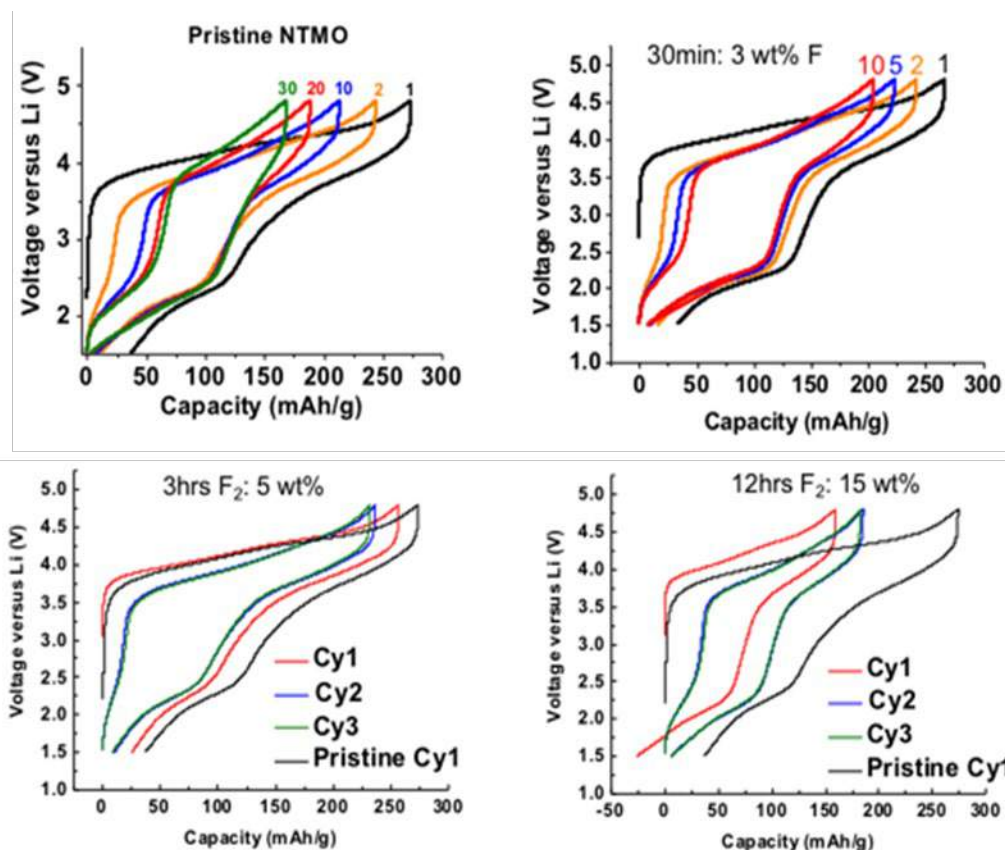 Pristine NTMO
30 20 10 2 1
Voltage versus Li (V)
5
4
3
2
0 50 100 150 200 250 300
Capacity (mAh/g)
30min: 3 wt% F
10 5 2 1
Voltage versus Li (V)
5.0
4.5
4.0
3.5
3.0
2.5
2.0
1.5
1.0
0 50 100 150 200 250 300
Capacity (mAh/g)
3hrs F₂: 5 wt%
Voltage versus Li (V)
5.0
4.5
4.0
3.5
3.0
2.5
2.0
1.5
1.0
Cy1
Cy2
Cy3
Pristine Cy1
0 50 100 150 200 250 300
Capacity (mAh/g)
12hrs F₂: 15 wt%
Voltage versus Li (V)
5.0
4.5
4.0
3.5
3.0
2.5
2.0
1.5
1.0
Cy1
Cy2
Cy3
Pristine Cy1
-50 0 50 100 150 200 250 300
Capacity (mAh/g)